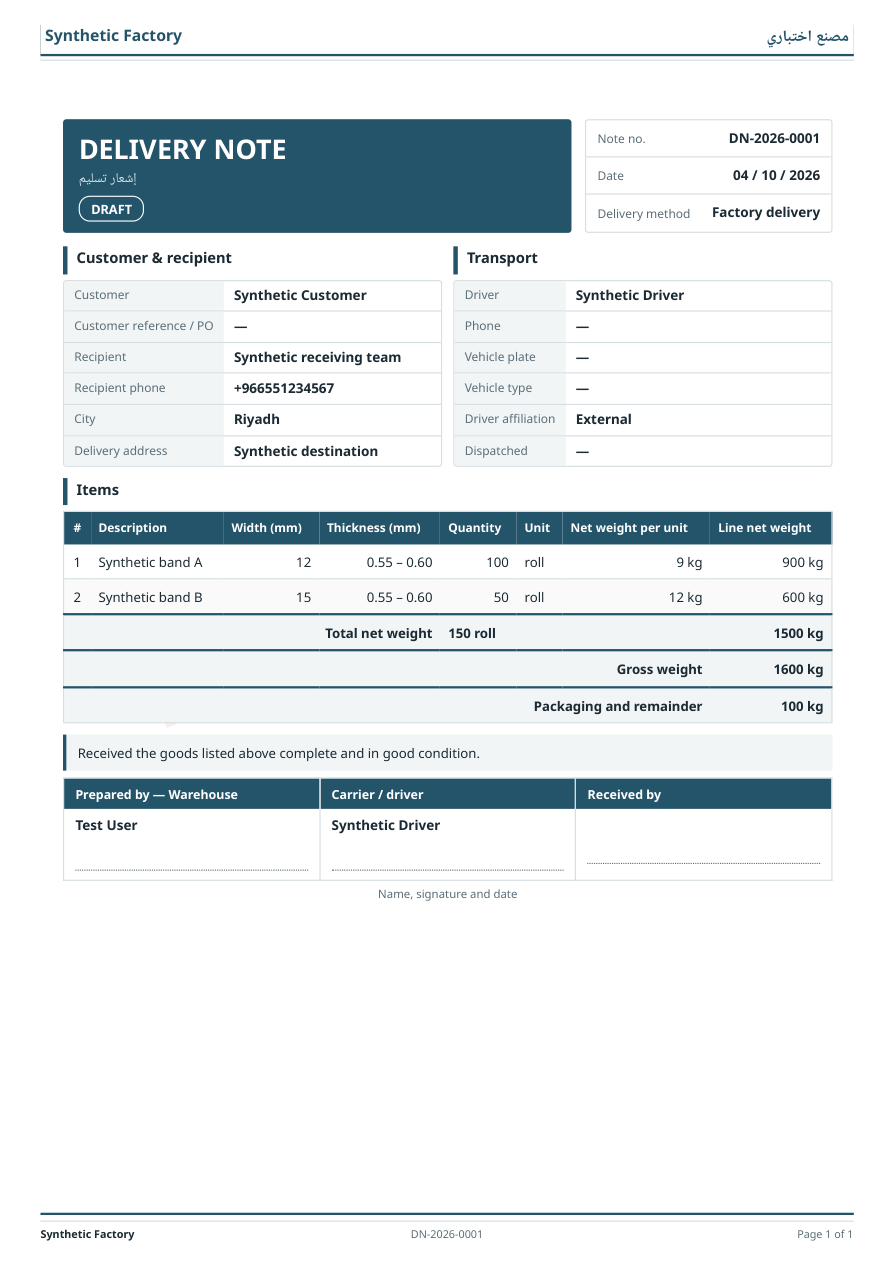 Synthetic Factory
مصنع اختباري
DELIVERY NOTE
إشعار تسليم
DRAFT
Note no. DN-2026-0001
Date 04 / 10 / 2026
Delivery method Factory delivery
Customer & recipient
Customer Synthetic Customer
Customer reference / PO —
Recipient Synthetic receiving team
Recipient phone +966551234567
City Riyadh
Delivery address Synthetic destination
Transport
Driver Synthetic Driver
Phone —
Vehicle plate —
Vehicle type —
Driver affiliation External
Dispatched —
Items
# Description Width (mm) Thickness (mm) Quantity Unit Net weight per unit Line net weight
1 Synthetic band A 12 0.55 – 0.60 100 roll 9 kg 900 kg
2 Synthetic band B 15 0.55 – 0.60 50 roll 12 kg 600 kg
Total net weight 150 roll 1500 kg
Gross weight 1600 kg
Packaging and remainder 100 kg
Received the goods listed above complete and in good condition.
Prepared by — Warehouse Carrier / driver Received by
Test User Synthetic Driver
Name, signature and date
Synthetic Factory DN-2026-0001 Page 1 of 1